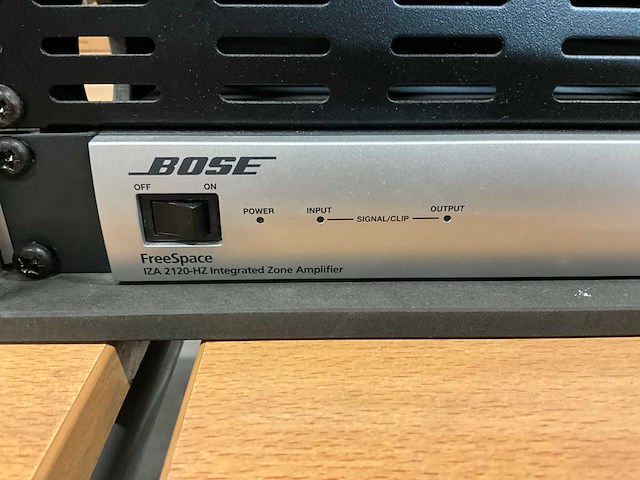 BOSE
OFF ON
POWER INPUT SIGNAL/CLIP OUTPUT
FreeSpace
IZA 2120-HZ Integrated Zone Amplifier